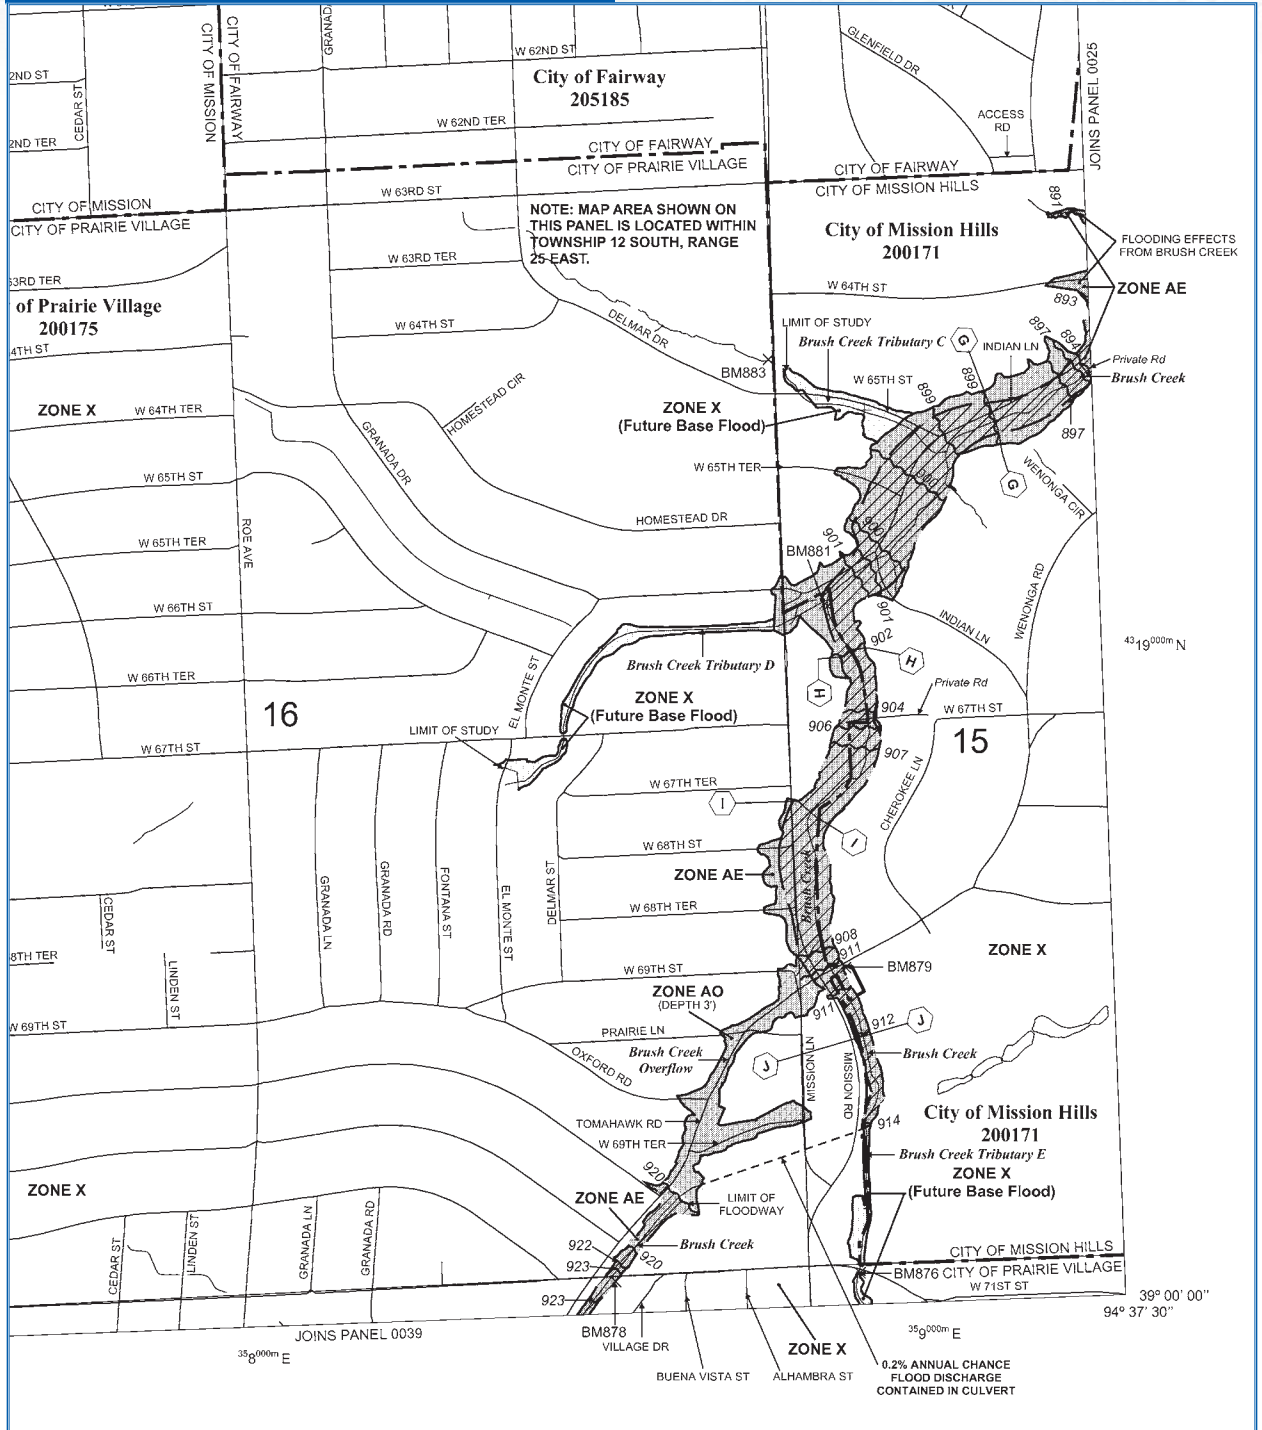 GRANADA
CITY OF MISSION
CITY OF FAIRWAY
W 62ND ST
2ND ST
CEDAR ST
City of Fairway
205185
GLENFIELD DR
JOINS PANEL 0025
ACCESS
RD
2ND TER
W 62ND TER
CITY OF FAIRWAY
CITY OF PRAIRIE VILLAGE
CITY OF FAIRWAY
CITY OF MISSION HILLS
W 63RD ST
CITY OF MISSION
CITY OF PRAIRIE VILLAGE
NOTE: MAP AREA SHOWN ON
THIS PANEL IS LOCATED WITHIN
TOWNSHIP 12 SOUTH, RANGE
25 EAST.
891
City of Mission Hills
200171
FLOODING EFFECTS
FROM BRUSH CREEK
W 63RD TER
3RD TER
of Prairie Village
200175
W 64TH ST
893
ZONE AE
DELMAR DR
W 64TH ST
4TH ST
LIMIT OF STUDY
Brush Creek Tributary C
G
INDIAN LN
897
894
Private Rd
Brush Creek
BM883
W 65TH ST
899
899
ZONE X
W 64TH TER
HOMESTEAD CIR
ZONE X
(Future Base Flood)
897
GRANADA DR
W 65TH TER
900
G
WENONGA CIR
W 65TH ST
HOMESTEAD DR
ROE AVE
W 65TH TER
901
900
BM881
W 66TH ST
901
902
INDIAN LN
WENONGA RD
4319000m N
Brush Creek Tributary D
H
H
W 66TH TER
EL MONTE ST
Private Rd
ZONE X
(Future Base Flood)
16
904
906
W 67TH ST
15
LIMIT OF STUDY
W 67TH ST
907
W 67TH TER
CHEROKEE LN
I
I
W 68TH ST
ZONE AE
Brush Creek
GRANADA LN
GRANADA RD
FONTANA ST
EL MONTE ST
DELMAR ST
CEDAR ST
W 68TH TER
908
911
ZONE X
8TH TER
LINDEN ST
W 69TH ST
BM879
ZONE AO
(DEPTH 3')
911
912
J
W 69TH ST
PRAIRIE LN
OXFORD RD
Brush Creek
Overflow
J
MISSION LN
MISSION RD
Brush Creek
City of Mission Hills
200171
TOMAHAWK RD
914
W 69TH TER
Brush Creek Tributary E
ZONE X
(Future Base Flood)
920
ZONE X
ZONE AE
LIMIT OF
FLOODWAY
CEDAR ST
LINDEN ST
GRANADA LN
GRANADA RD
922
Brush Creek
920
923
CITY OF MISSION HILLS
BM876 CITY OF PRAIRIE VILLAGE
W 71ST ST
923
39° 00' 00"
94° 37' 30"
JOINS PANEL 0039
BM878
VILLAGE DR
359000m E
358000m E
ZONE X
BUENA VISTA ST
ALHAMBRA ST
0.2% ANNUAL CHANCE
FLOOD DISCHARGE
CONTAINED IN CULVERT